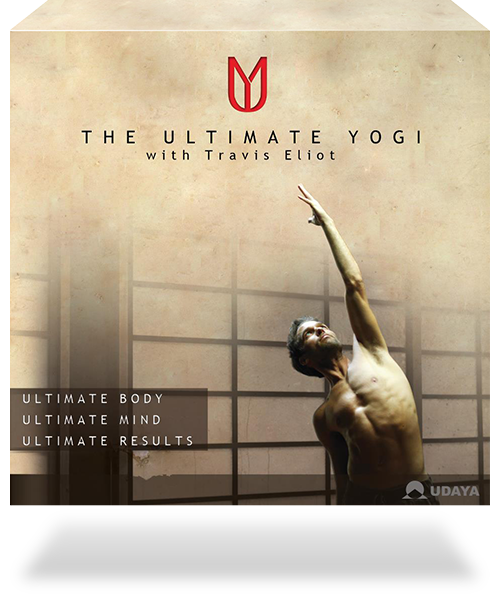 THE ULTIMATE YOGI
with Travis Eliot
ULTIMATE BODY
ULTIMATE MIND
ULTIMATE RESULTS
UDAYA